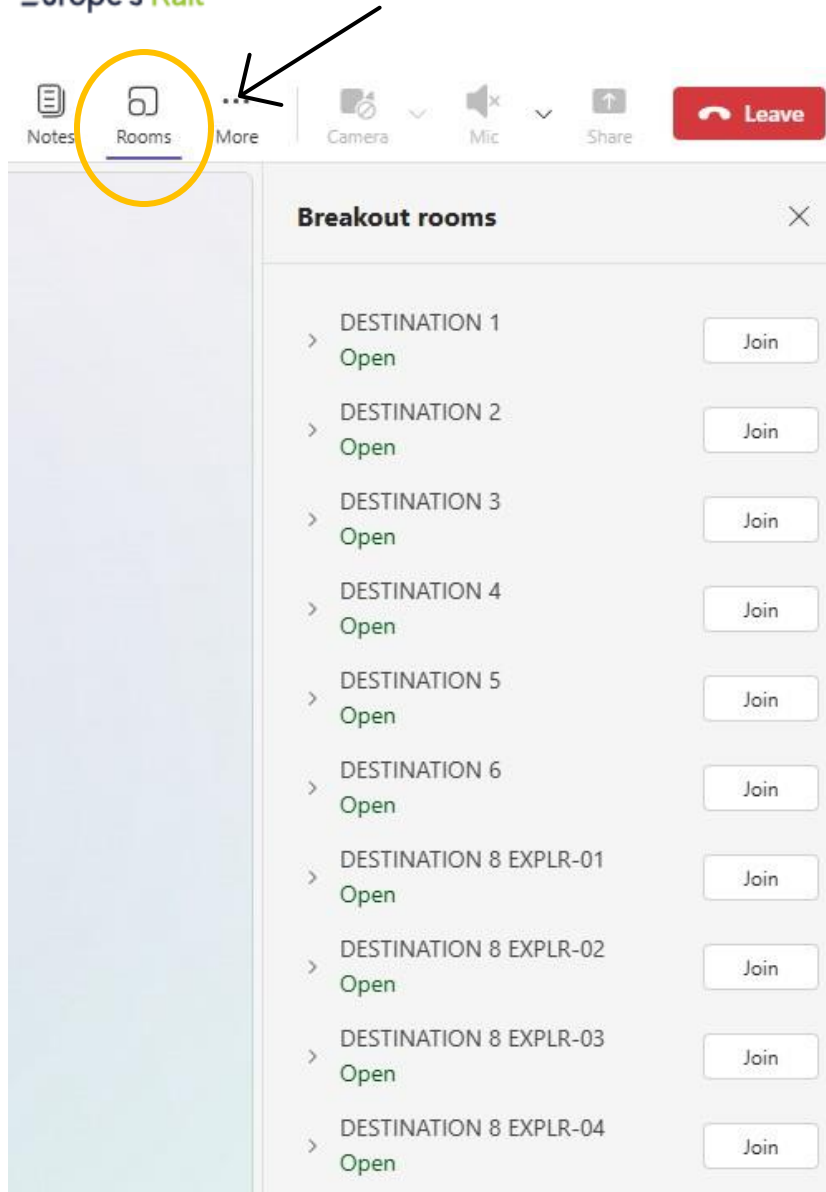 Europe's Rail
Notes Rooms More Camera Mic Share Leave
Breakout rooms
DESTINATION 1
Open
Join
DESTINATION 2
Open
Join
DESTINATION 3
Open
Join
DESTINATION 4
Open
Join
DESTINATION 5
Open
Join
DESTINATION 6
Open
Join
DESTINATION 8 EXPLR-01
Open
Join
DESTINATION 8 EXPLR-02
Open
Join
DESTINATION 8 EXPLR-03
Open
Join
DESTINATION 8 EXPLR-04
Open
Join